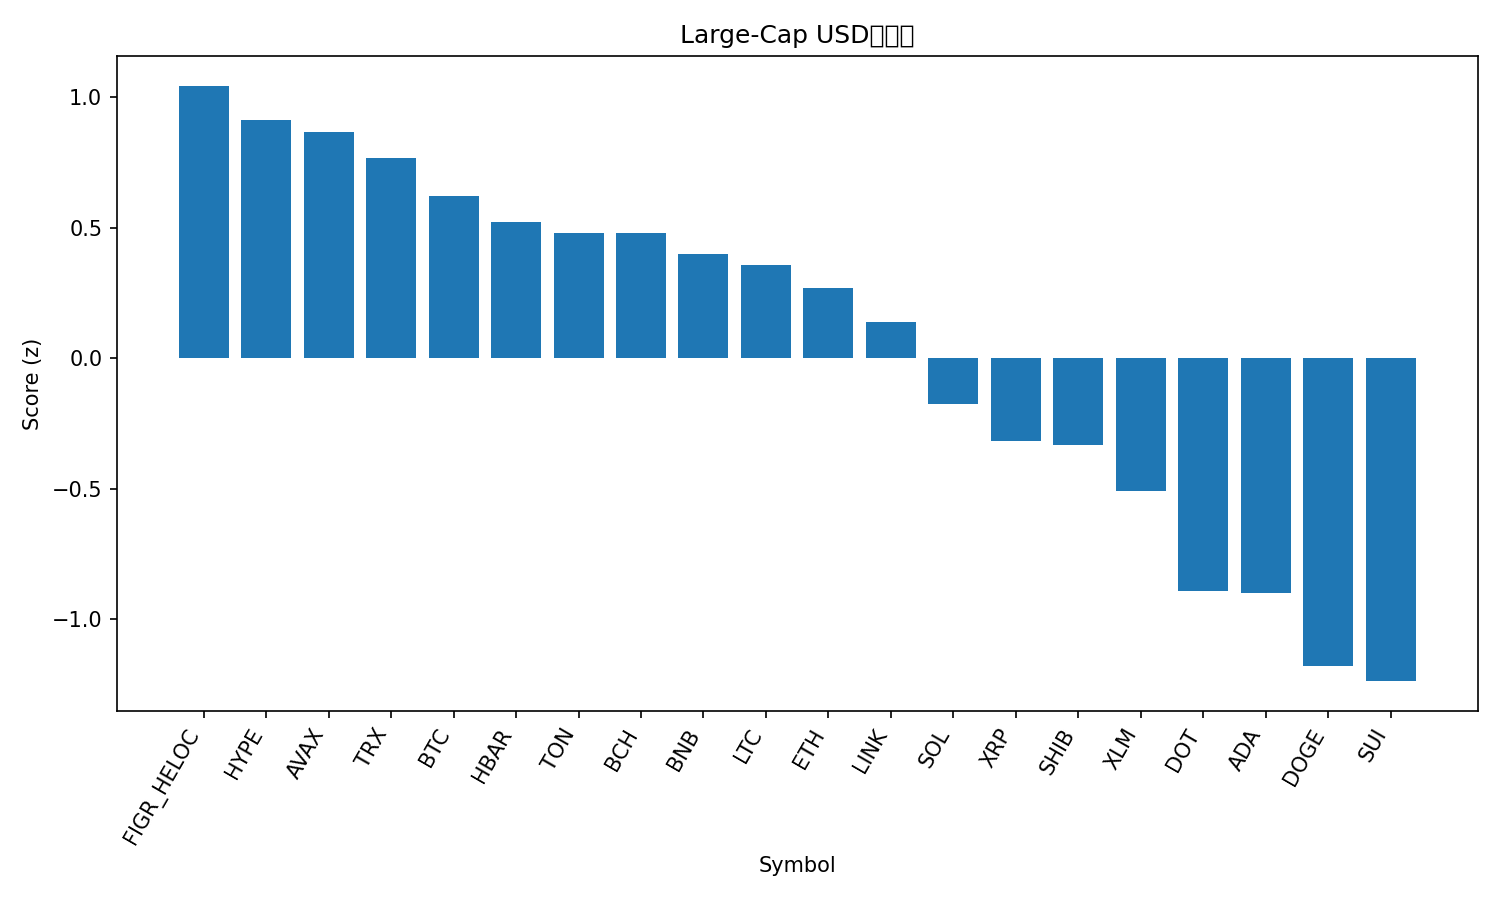 Large-Cap USD
Score (z)
1.0
0.5
0.0
−0.5
−1.0
FIGR_HELOC
HYPE
AVAX
TRX
BTC
HBAR
TON
BCH
BNB
LTC
ETH
LINK
SOL
XRP
SHIB
XLM
DOT
ADA
DOGE
SUI
Symbol